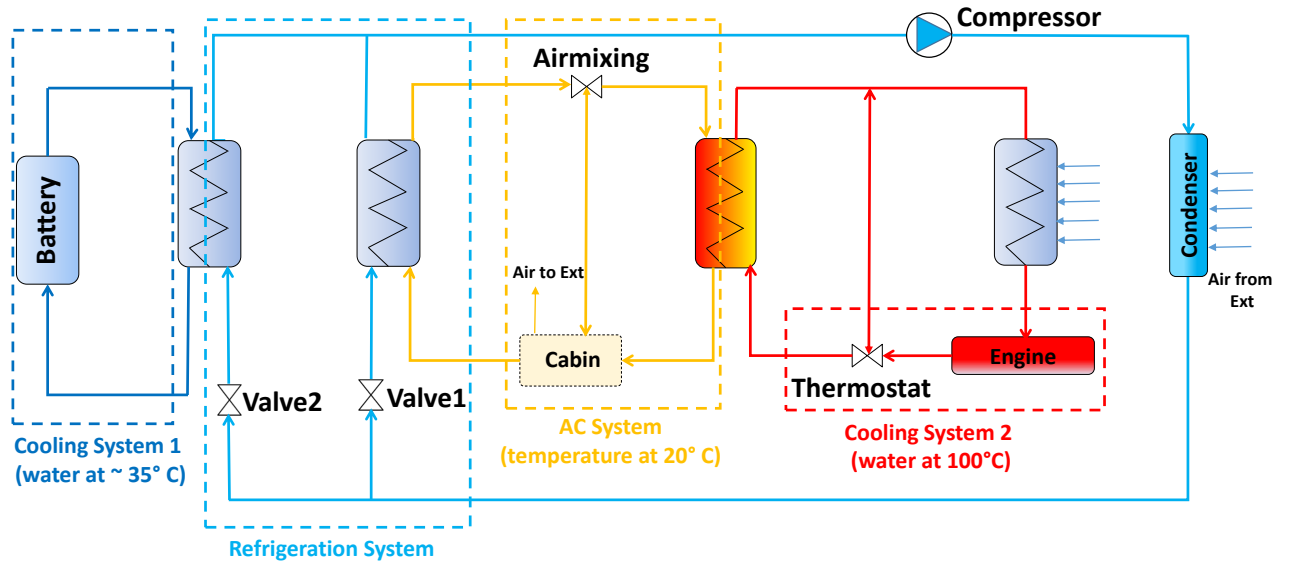 Compressor
Airmixing
Battery
Condenser
Air to Ext
Air from
Ext
Cabin
Engine
Thermostat
Valve2
Valve1
Cooling System 1
(water at ~ 35° C)
AC System
(temperature at 20° C)
Cooling System 2
(water at 100°C)
Refrigeration System